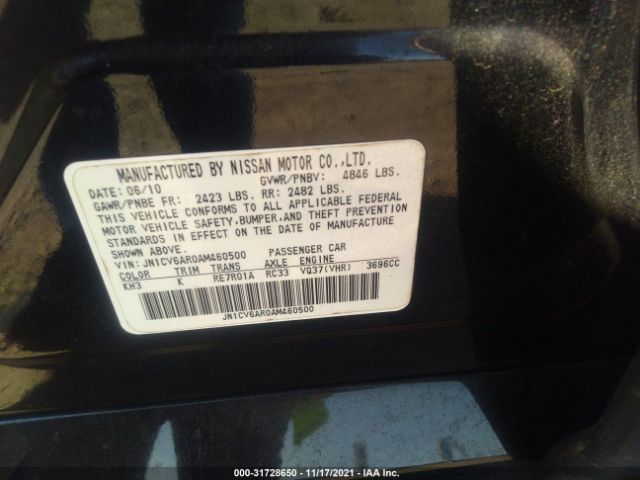 MANUFACTURED BY NISSAN MOTOR CO.,LTD.
DATE: 06/10 GVWR/PNBV: 4846 LBS.
GAWR/PNBE FR: 2423 LBS. RR: 2482 LBS.
THIS VEHICLE CONFORMS TO ALL APPLICABLE FEDERAL
MOTOR VEHICLE SAFETY,BUMPER,AND THEFT PREVENTION
STANDARDS IN EFFECT ON THE DATE OF MANUFACTURE
SHOWN ABOVE.
VIN: JN1CV6AR0AM460500 PASSENGER CAR
COLOR TRIM TRANS AXLE ENGINE
KH3 K RE7R01A RC33 VQ37(VHR) 3696CC
JN1CV6AR0AM460500
000-31728650 - 11/17/2021 - IAA Inc.